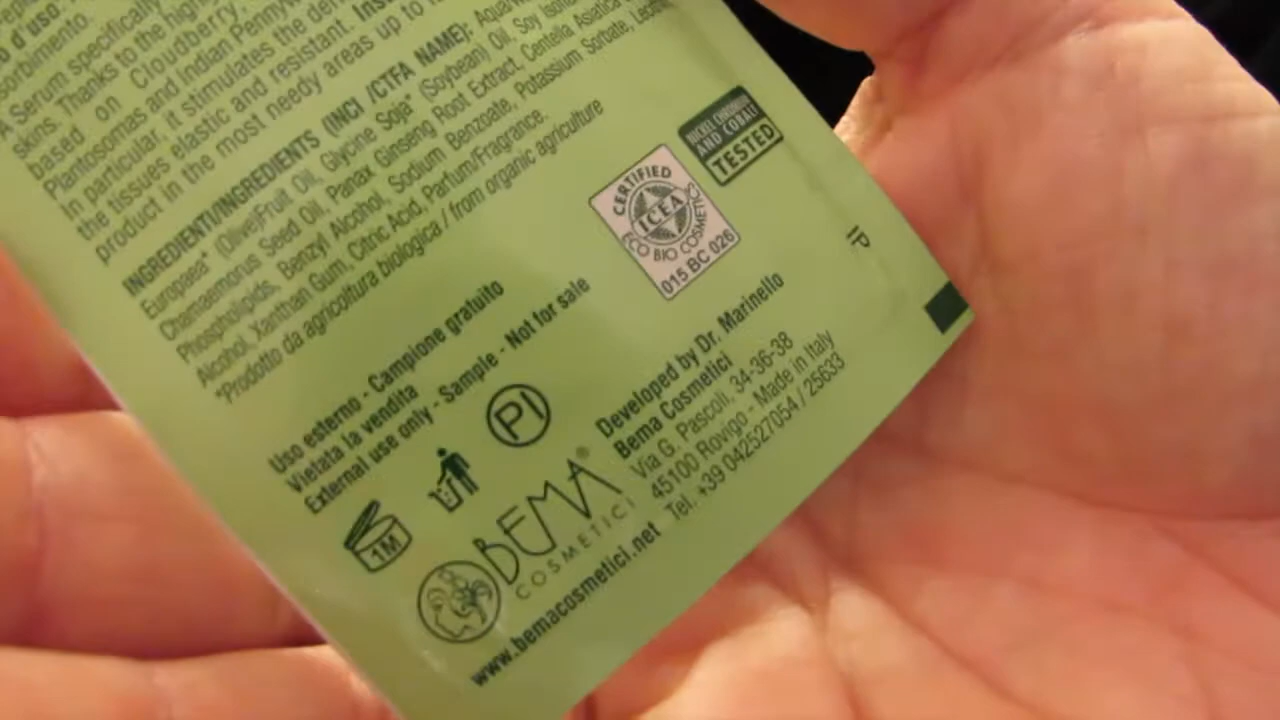 o d'uso:
sorbimento.
A Serum specifically
skins. Thanks to the high
based on Cloudberry,
Plantosomas and Indian Pennyw
In particular, it stimulates the de
the tissues elastic and resistant. Ins
product in the most needy areas up to
INGREDIENTI/INGREDIENTS (INCI /CTFA NAME): Aqua
Europaea* (Olive)Fruit Oil, Glycine Soja* (Soybean) Oil, Soy
Chamaemorus Seed Oil, Panax Ginseng Root Extract, Centella Asiatica
Phospholipids, Benzyl Alcohol, Sodium Benzoate, Potassium Sorbate,
Alcohol, Xanthan Gum, Citric Acid, Parfum/Fragrance.
*Prodotto da agricoltura biologica / from organic agriculture
NICKEL CHROMIUM
AND COBALT
TESTED
CERTIFIED
ICEA
ECO BIO COSMETICS
015 BC 026
IP
Uso esterno - Campione gratuito
Vietata la vendita
External use only - Sample - Not for sale
PI
1M
BEMA®
COSMETICI
www.bemacosmetici.net
Developed by Dr. Marinello
Bema Cosmetici
Via G. Pascoli, 34-36-38
45100 Rovigo - Made in Italy
Tel. +39 042527054 / 25633